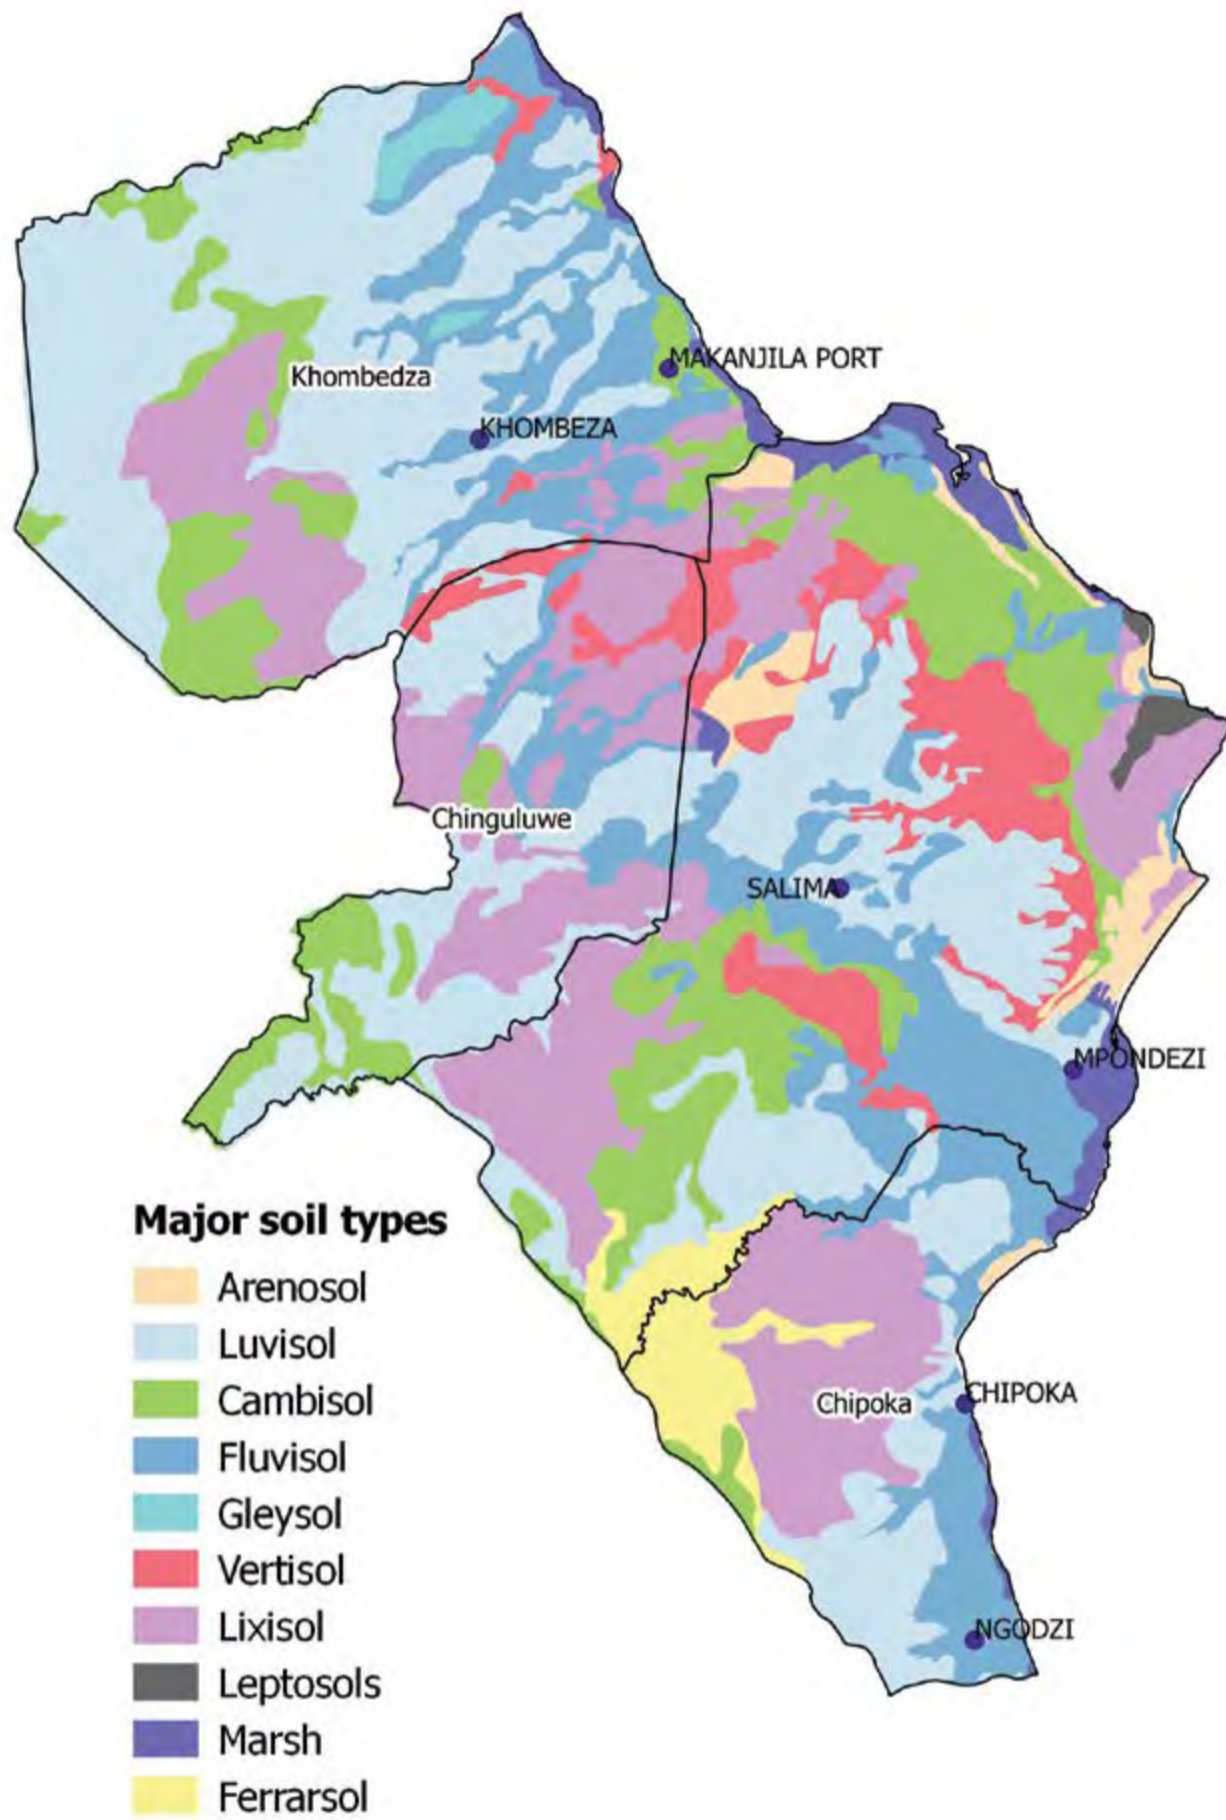 MAKANJILA PORT
Khombedza
KHOMBEZA
Chinguluwe
SALIMA
MPONDEZI
Major soil types
Arenosol
Luvisol
Cambisol
Fluvisol
Gleysol
Vertisol
Lixisol
Leptosols
Marsh
Ferrarsol
CHIPOKA
Chipoka
NGODZI